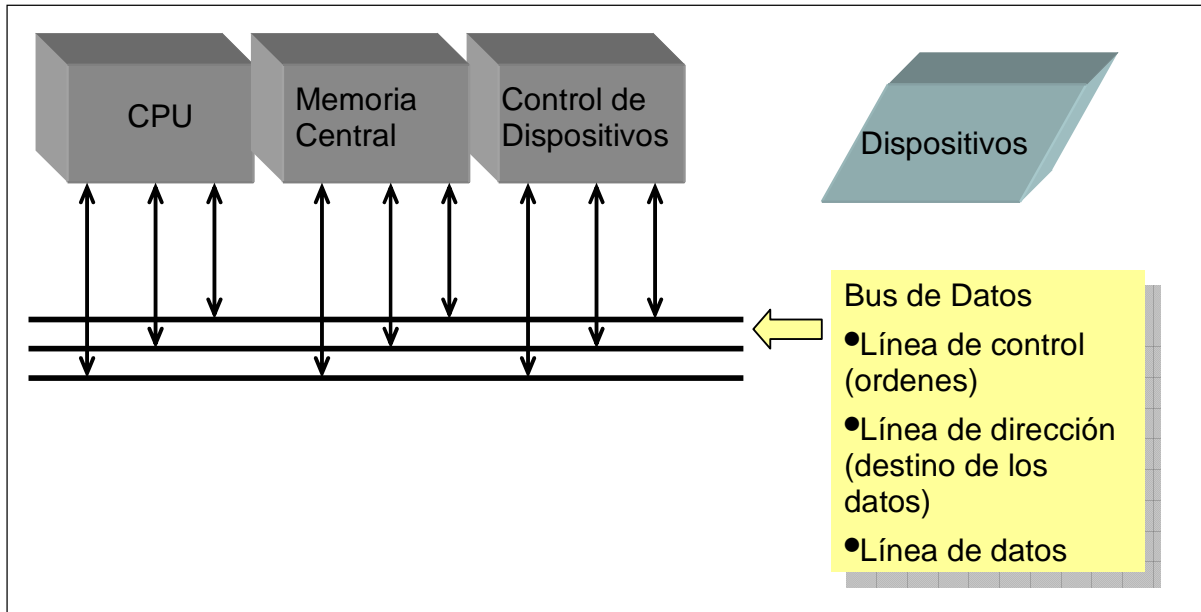 CPU
Memoria
Central
Control de
Dispositivos
Dispositivos
Bus de Datos
•Línea de control
(ordenes)
•Línea de dirección
(destino de los
datos)
•Línea de datos